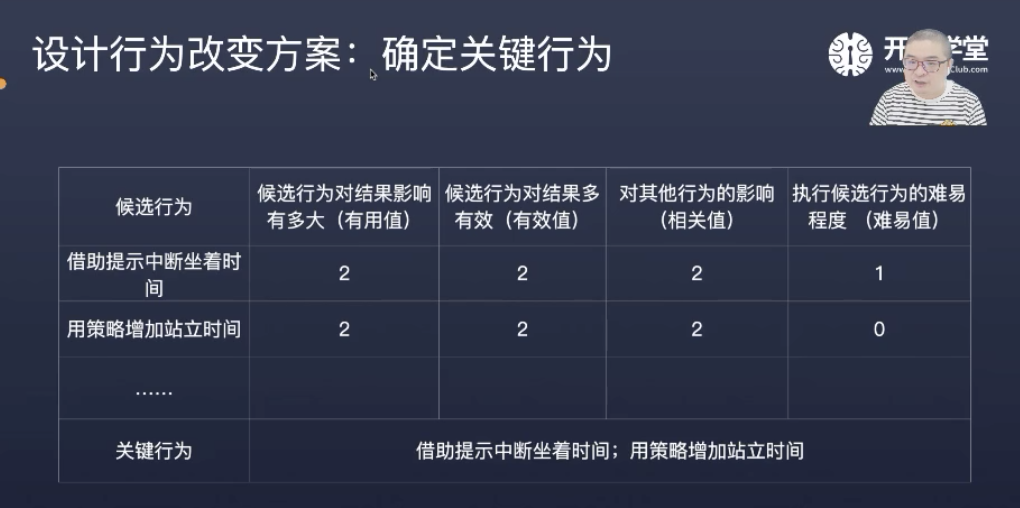 设计行为改变方案：确定关键行为
开 学堂
www. Club.com
候选行为
候选行为对结果影响
有多大（有用值）
候选行为对结果多
有效（有效值）
对其他行为的影响
（相关值）
执行候选行为的难易
程度 （难易值）
借助提示中断坐着时
间
2
2
2
1
用策略增加站立时间
2
2
2
0
……
关键行为
借助提示中断坐着时间；用策略增加站立时间